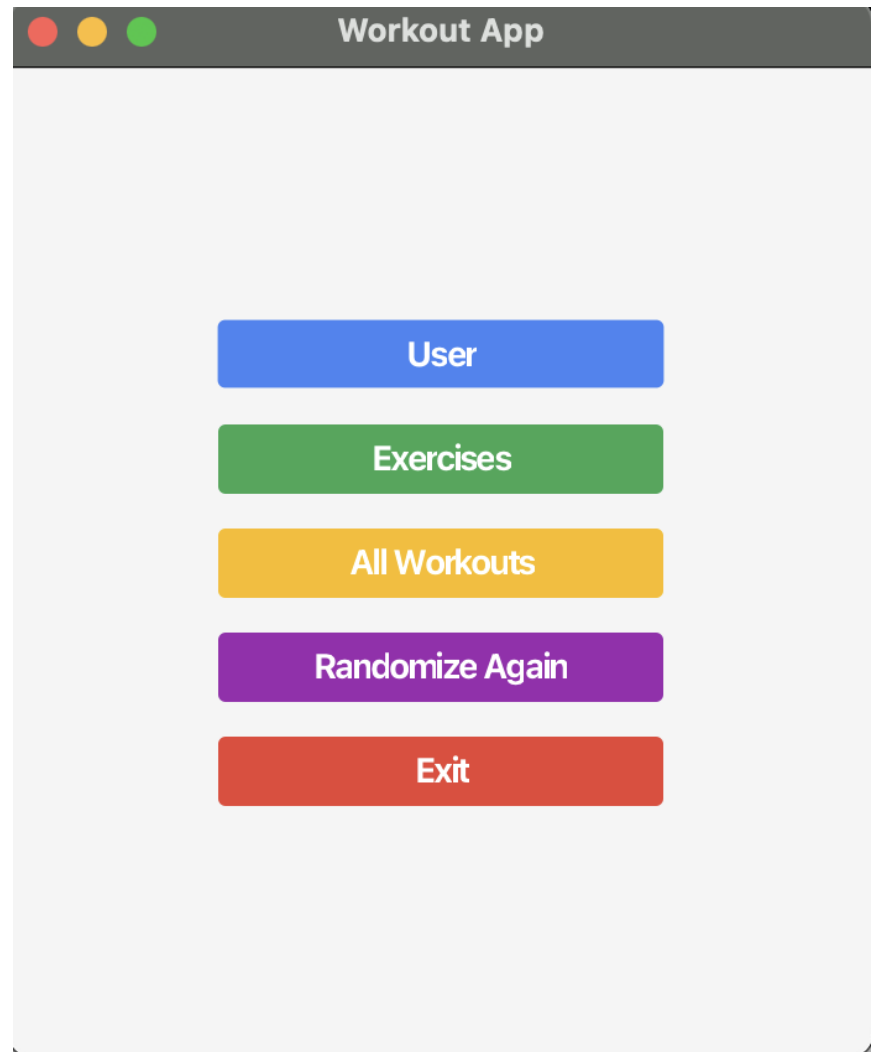 Workout App
User
Exercises
All Workouts
Randomize Again
Exit